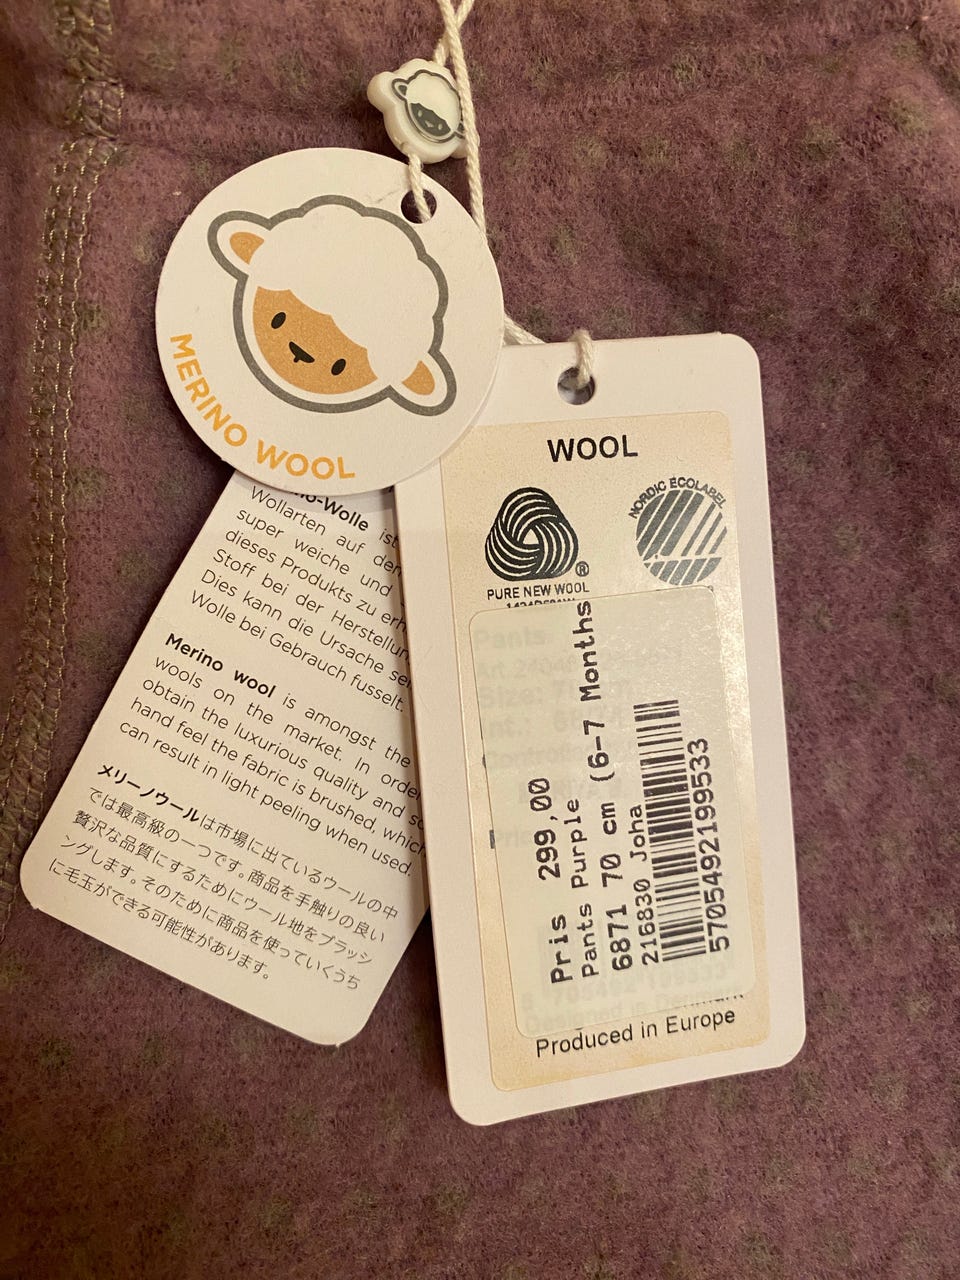 MERINO WOOL
Wolle ist
Wollarten auf dem
super weiche und
dieses Produkts zu
Stoff bei der
Dies kann die Ursache
Wolle bei Gebrauch fusselt.
Merino wool is amongst the
wools on the market. In
obtain the luxurious quality and
hand feel the fabric is brushed,
can result in light peeling when used.
メリーノウールは市場に出ているウールの中
では最高級の一つです。商品を手触りの良い
贅沢な品質にするためにウール地をブラッシ
ングします。そのために商品を使っていくうち
に毛玉ができる可能性があります。
WOOL
NORDIC ECOLABEL
PURE NEW WOOL
Pants
Pris 299,00
Pants Purple
6871 70 cm (6-7 Months
216830 Joha
5705492199533
Designed in Denmark
Produced in Europe